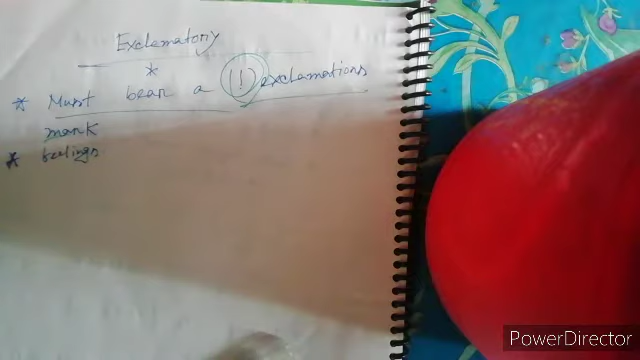 Exclamatory
*
* Must bear a (!) exclamations
mark
* feelings
PowerDirector